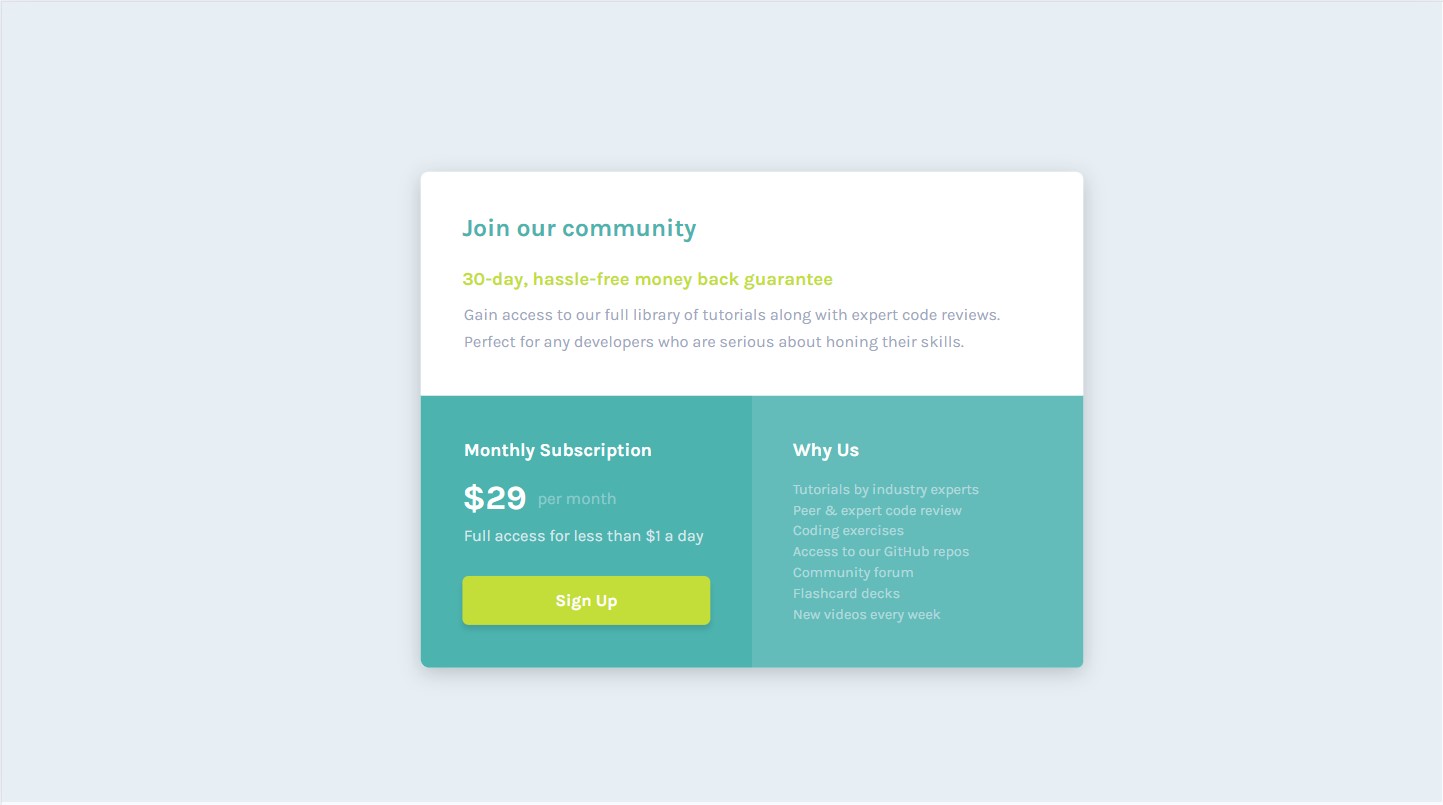 Join our community
30-day, hassle-free money back guarantee
Gain access to our full library of tutorials along with expert code reviews.
Perfect for any developers who are serious about honing their skills.
Monthly Subscription
$29 per month
Full access for less than $1 a day
Sign Up
Why Us
Tutorials by industry experts
Peer & expert code review
Coding exercises
Access to our GitHub repos
Community forum
Flashcard decks
New videos every week